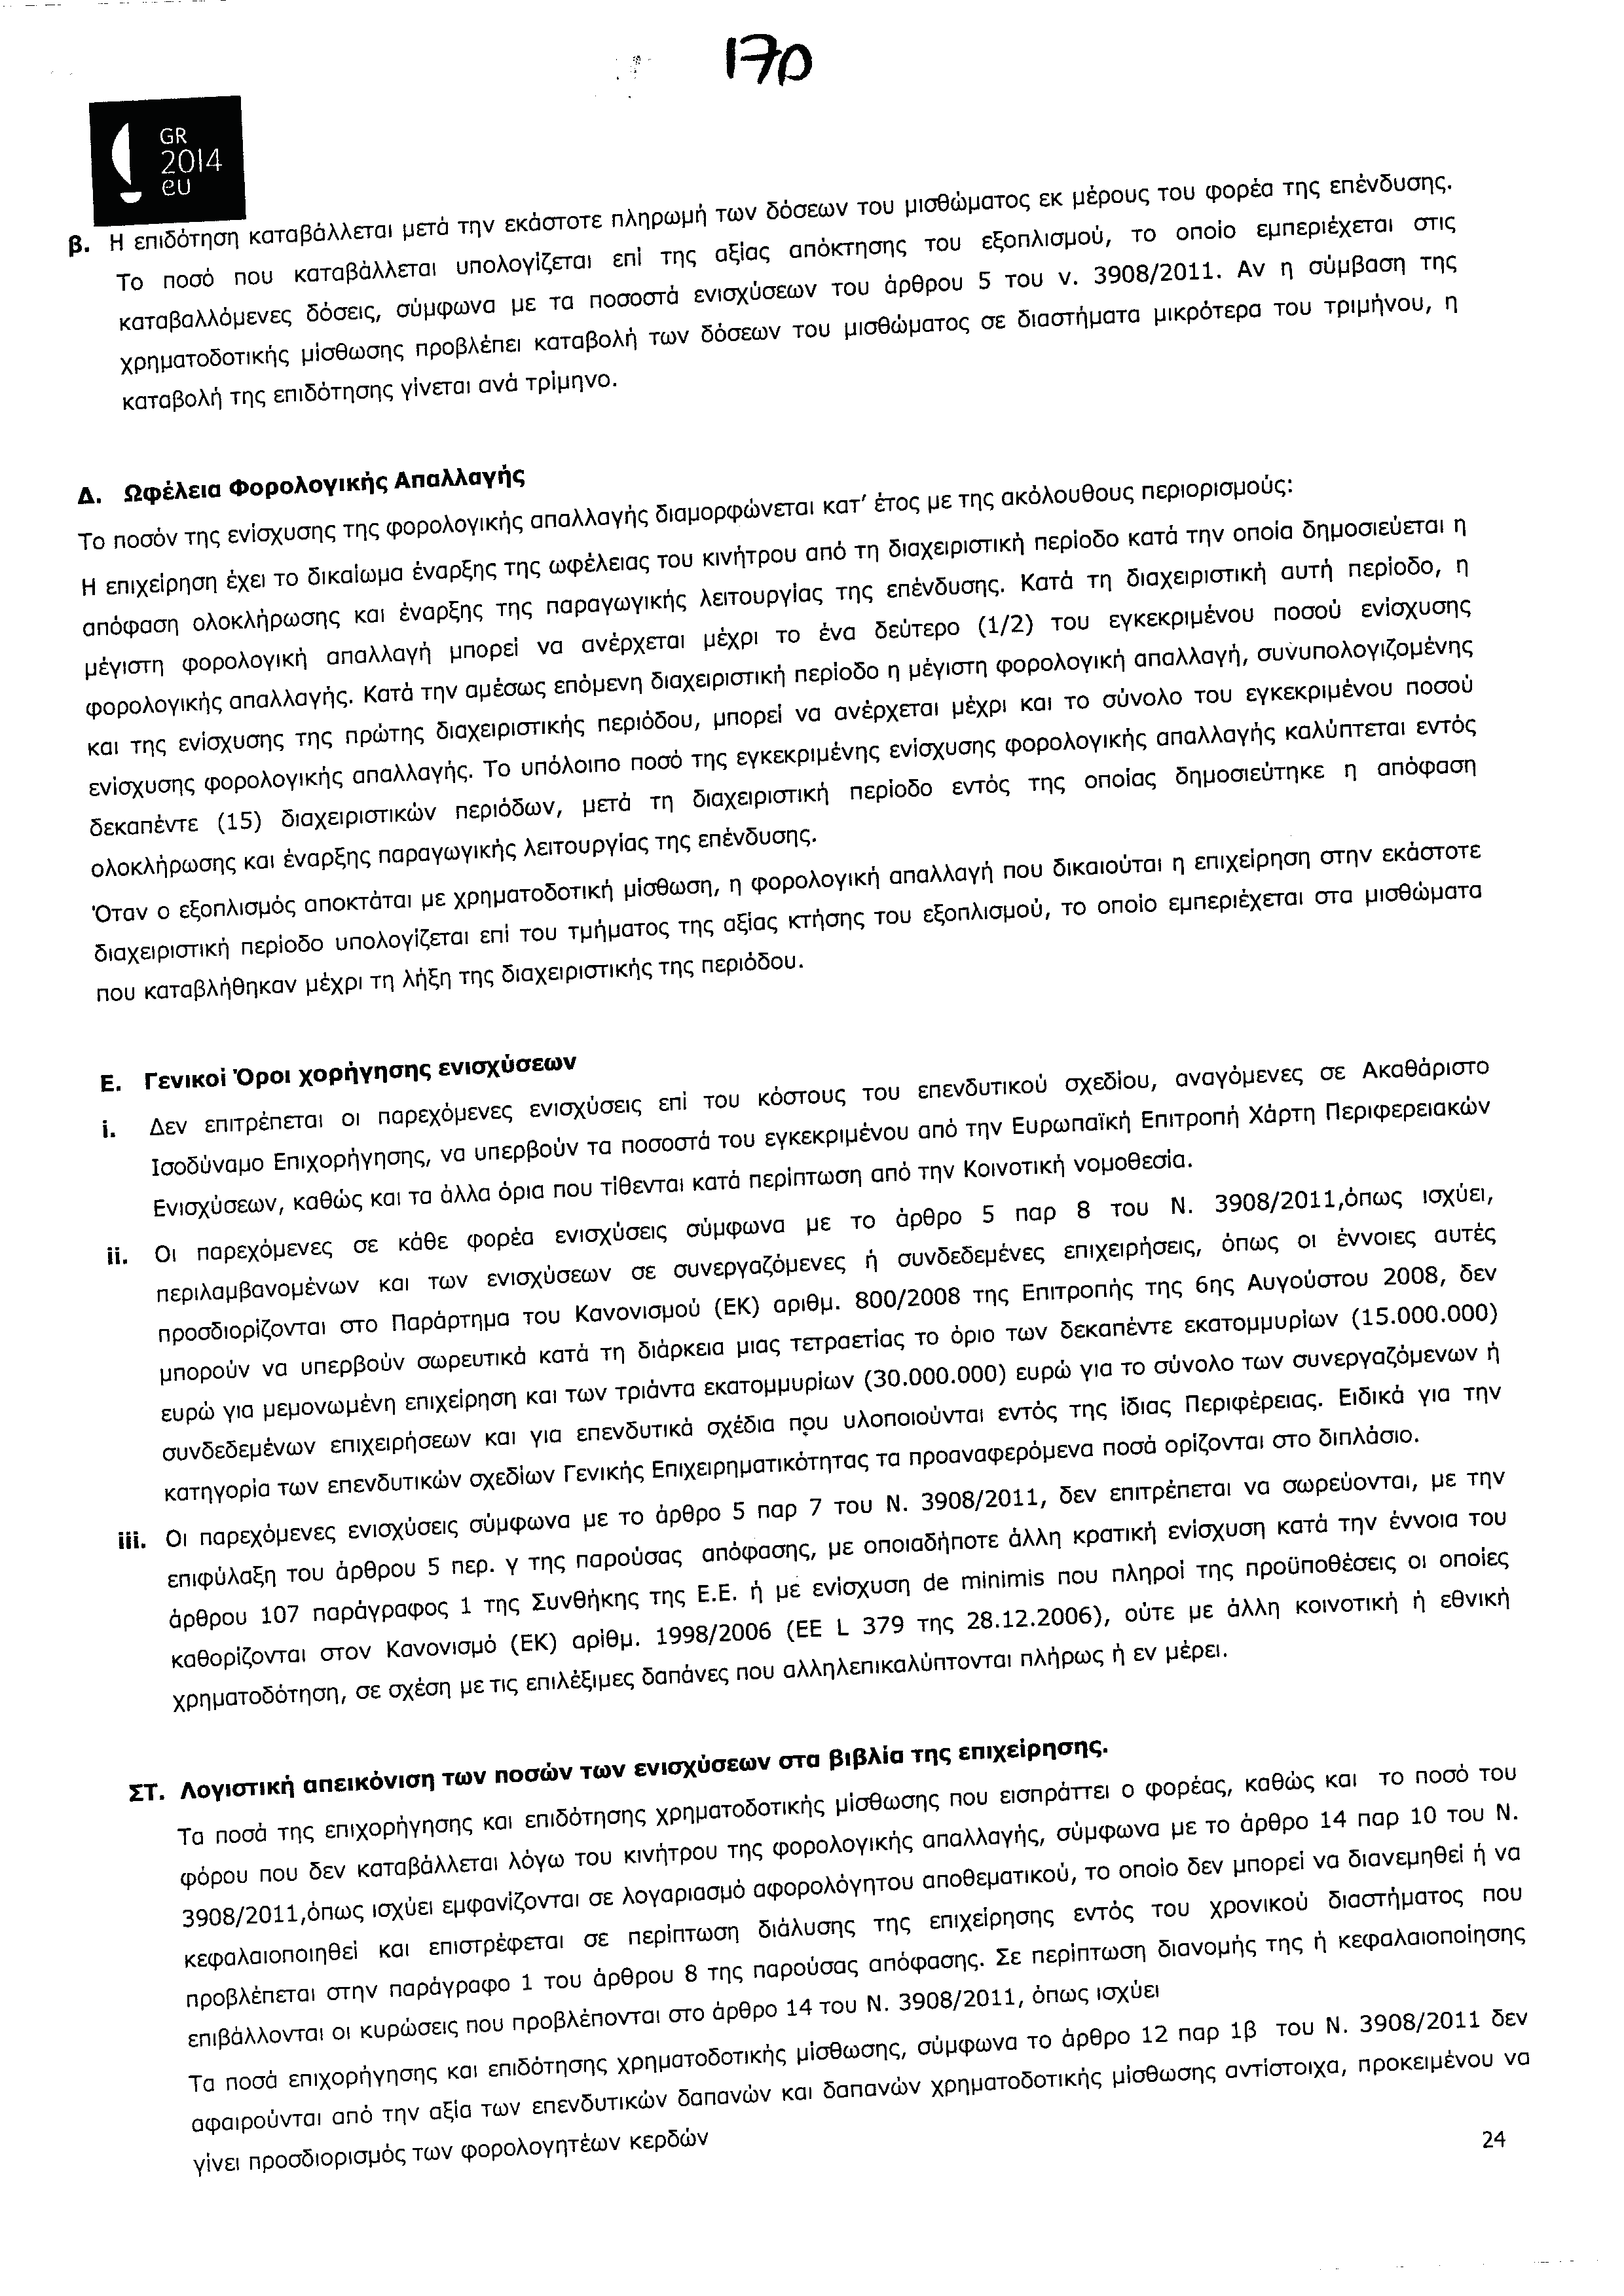 170
GR
2014
eu
β. Η επιδότηση καταβάλλεται μετά την εκάστοτε πληρωμή των δόσεων του μισθώματος εκ μέρους του φορέα της επένδυσης.
Το ποσό που καταβάλλεται υπολογίζεται επί της αξίας απόκτησης του εξοπλισμού, το οποίο εμπεριέχεται στις
καταβαλλόμενες δόσεις, σύμφωνα με τα ποσοστά ενισχύσεων του άρθρου 5 του ν. 3908/2011. Αν η σύμβαση της
χρηματοδοτικής μίσθωσης προβλέπει καταβολή των δόσεων του μισθώματος σε διαστήματα μικρότερα του τριμήνου, η
καταβολή της επιδότησης γίνεται ανά τρίμηνο.
Δ. Ωφέλεια Φορολογικής Απαλλαγής
Το ποσόν της ενίσχυσης της φορολογικής απαλλαγής διαμορφώνεται κατ' έτος με της ακόλουθους περιορισμούς:
Η επιχείρηση έχει το δικαίωμα έναρξης της ωφέλειας του κινήτρου από τη διαχειριστική περίοδο κατά την οποία δημοσιεύεται η
απόφαση ολοκλήρωσης και έναρξης της παραγωγικής λειτουργίας της επένδυσης. Κατά τη διαχειριστική αυτή περίοδο, η
μέγιστη φορολογική απαλλαγή μπορεί να ανέρχεται μέχρι το ένα δεύτερο (1/2) του εγκεκριμένου ποσού ενίσχυσης
φορολογικής απαλλαγής. Κατά την αμέσως επόμενη διαχειριστική περίοδο η μέγιστη φορολογική απαλλαγή, συνυπολογιζομένης
και της ενίσχυσης της πρώτης διαχειριστικής περιόδου, μπορεί να ανέρχεται μέχρι και το σύνολο του εγκεκριμένου ποσού
ενίσχυσης φορολογικής απαλλαγής. Το υπόλοιπο ποσό της εγκεκριμένης ενίσχυσης φορολογικής απαλλαγής καλύπτεται εντός
δεκαπέντε (15) διαχειριστικών περιόδων, μετά τη διαχειριστική περίοδο εντός της οποίας δημοσιεύτηκε η απόφαση
ολοκλήρωσης και έναρξης παραγωγικής λειτουργίας της επένδυσης.
Όταν ο εξοπλισμός αποκτάται με χρηματοδοτική μίσθωση, η φορολογική απαλλαγή που δικαιούται η επιχείρηση στην εκάστοτε
διαχειριστική περίοδο υπολογίζεται επί του τμήματος της αξίας κτήσης του εξοπλισμού, το οποίο εμπεριέχεται στα μισθώματα
που καταβλήθηκαν μέχρι τη λήξη της διαχειριστικής της περιόδου.
Ε. Γενικοί Όροι χορήγησης ενισχύσεων
i. Δεν επιτρέπεται οι παρεχόμενες ενισχύσεις επί του κόστους του επενδυτικού σχεδίου, αναγόμενες σε Ακαθάριστο
Ισοδύναμο Επιχορήγησης, να υπερβούν τα ποσοστά του εγκεκριμένου από την Ευρωπαϊκή Επιτροπή Χάρτη Περιφερειακών
Ενισχύσεων, καθώς και τα άλλα όρια που τίθενται κατά περίπτωση από την Κοινοτική νομοθεσία.
ii. Οι παρεχόμενες σε κάθε φορέα ενισχύσεις σύμφωνα με το άρθρο 5 παρ 8 του Ν. 3908/2011,όπως ισχύει,
περιλαμβανομένων και των ενισχύσεων σε συνεργαζόμενες ή συνδεδεμένες επιχειρήσεις, όπως οι έννοιες αυτές
προσδιορίζονται στο Παράρτημα του Κανονισμού (ΕΚ) αριθμ. 800/2008 της Επιτροπής της 6ης Αυγούστου 2008, δεν
μπορούν να υπερβούν σωρευτικά κατά τη διάρκεια μιας τετραετίας το όριο των δεκαπέντε εκατομμυρίων (15.000.000)
ευρώ για μεμονωμένη επιχείρηση και των τριάντα εκατομμυρίων (30.000.000) ευρώ για το σύνολο των συνεργαζόμενων ή
συνδεδεμένων επιχειρήσεων και για επενδυτικά σχέδια που υλοποιούνται εντός της ίδιας Περιφέρειας. Ειδικά για την
κατηγορία των επενδυτικών σχεδίων Γενικής Επιχειρηματικότητας τα προαναφερόμενα ποσά ορίζονται στο διπλάσιο.
iii. Οι παρεχόμενες ενισχύσεις σύμφωνα με το άρθρο 5 παρ 7 του Ν. 3908/2011, δεν επιτρέπεται να σωρεύονται, με την
επιφύλαξη του άρθρου 5 περ. γ της παρούσας απόφασης, με οποιαδήποτε άλλη κρατική ενίσχυση κατά την έννοια του
άρθρου 107 παράγραφος 1 της Συνθήκης της Ε.Ε. ή με ενίσχυση de minimis που πληροί της προϋποθέσεις οι οποίες
καθορίζονται στον Κανονισμό (ΕΚ) αρίθμ. 1998/2006 (ΕΕ L 379 της 28.12.2006), ούτε με άλλη κοινοτική ή εθνική
χρηματοδότηση, σε σχέση με τις επιλέξιμες δαπάνες που αλληλεπικαλύπτονται πλήρως ή εν μέρει.
ΣΤ. Λογιστική απεικόνιση των ποσών των ενισχύσεων στα βιβλία της επιχείρησης.
Τα ποσά της επιχορήγησης και επιδότησης χρηματοδοτικής μίσθωσης που εισπράττει ο φορέας, καθώς και το ποσό του
φόρου που δεν καταβάλλεται λόγω του κινήτρου της φορολογικής απαλλαγής, σύμφωνα με το άρθρο 14 παρ 10 του Ν.
3908/2011,όπως ισχύει εμφανίζονται σε λογαριασμό αφορολόγητου αποθεματικού, το οποίο δεν μπορεί να διανεμηθεί ή να
κεφαλαιοποιηθεί και επιστρέφεται σε περίπτωση διάλυσης της επιχείρησης εντός του χρονικού διαστήματος που
προβλέπεται στην παράγραφο 1 του άρθρου 8 της παρούσας απόφασης. Σε περίπτωση διανομής της ή κεφαλαιοποίησης
επιβάλλονται οι κυρώσεις που προβλέπονται στο άρθρο 14 του Ν. 3908/2011, όπως ισχύει
Τα ποσά επιχορήγησης και επιδότησης χρηματοδοτικής μίσθωσης, σύμφωνα το άρθρο 12 παρ 1β του Ν. 3908/2011 δεν
αφαιρούνται από την αξία των επενδυτικών δαπανών και δαπανών χρηματοδοτικής μίσθωσης αντίστοιχα, προκειμένου να
γίνει προσδιορισμός των φορολογητέων κερδών
24